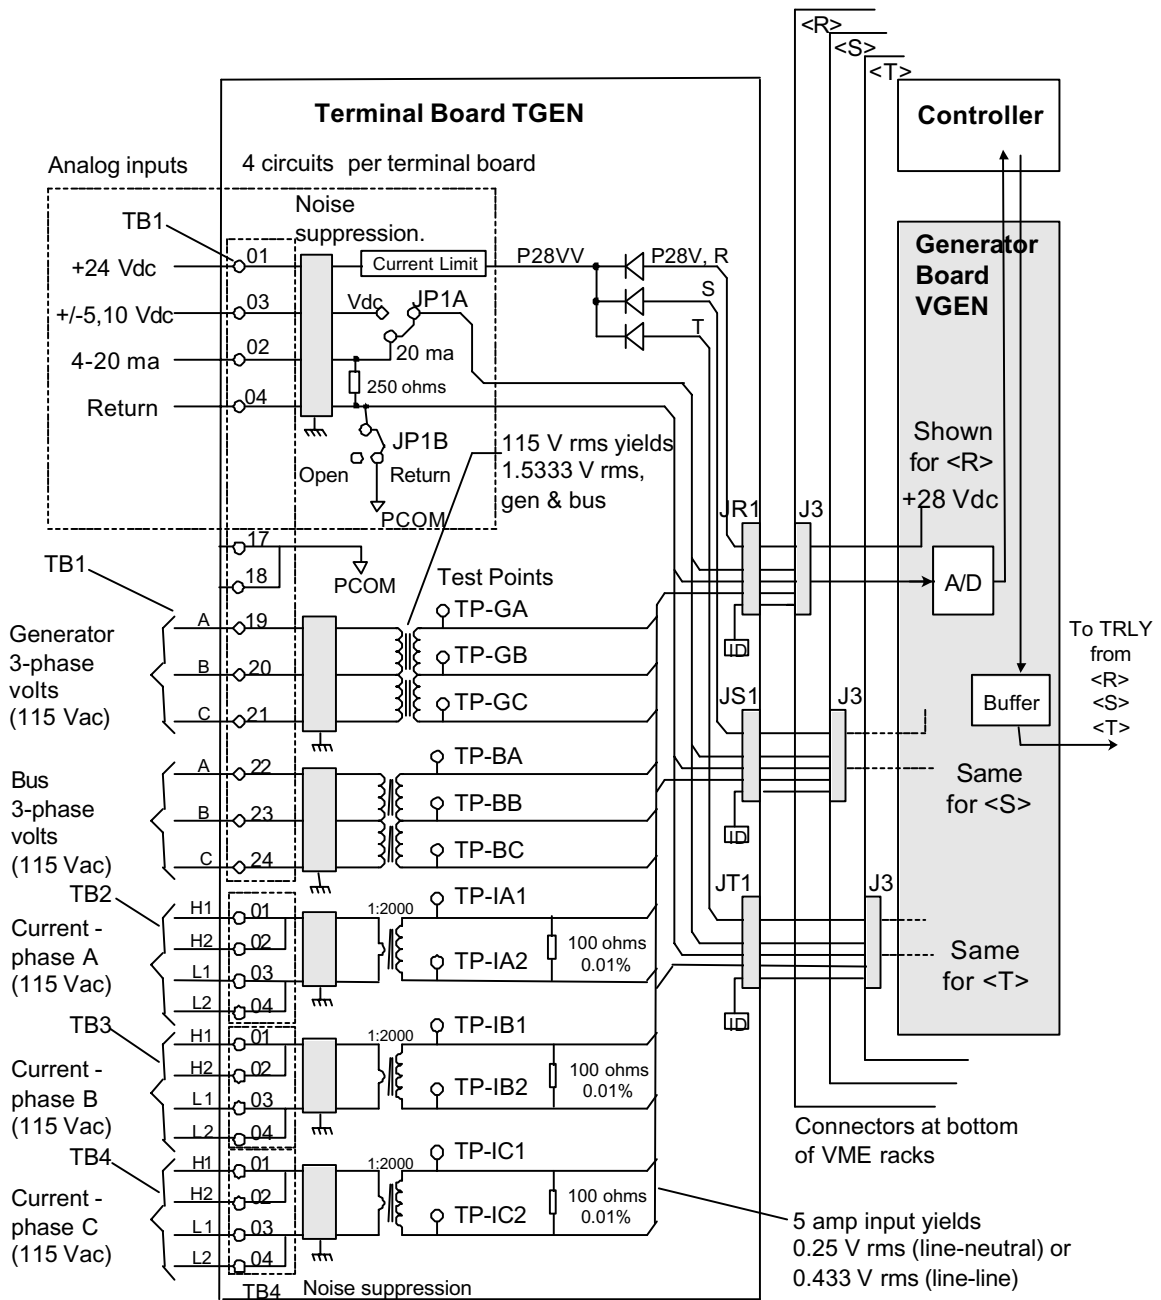 <R>
<S>
<T>
Terminal Board TGEN
Controller
Analog inputs
4 circuits per terminal board
TB1
Noise
suppression.
Generator
Board
VGEN
01
+24 Vdc
Current Limit
P28VV
P28V, R
S
T
03
+/-5,10 Vdc
Vdc
JP1A
02
4-20 ma
20 ma
250 ohms
04
Return
JP1B
Open
Return
PCOM
115 V rms yields
1.5333 V rms,
gen & bus
Shown
for <R>
+28 Vdc
JR1
J3
A/D
ID
17
18
PCOM
TB1
Test Points
Generator
3-phase
volts
(115 Vac)
A
19
B
20
C
21
TP-GA
TP-GB
TP-GC
To TRLY
from
<R>
<S>
<T>
Buffer
JS1
J3
ID
Same
for <S>
Bus
3-phase
volts
(115 Vac)
A
22
B
23
C
24
TP-BA
TP-BB
TP-BC
TB2
Current -
phase A
(115 Vac)
H1
01
H2
02
L1
03
L2
04
1:2000
TP-IA1
TP-IA2
100 ohms
0.01%
JT1
J3
ID
Same
for <T>
TB3
Current -
phase B
(115 Vac)
H1
01
H2
02
L1
03
L2
04
1:2000
TP-IB1
TP-IB2
100 ohms
0.01%
Connectors at bottom
of VME racks
TB4
Current -
phase C
(115 Vac)
H1
01
H2
02
L1
03
L2
04
1:2000
TP-IC1
TP-IC2
100 ohms
0.01%
5 amp input yields
0.25 V rms (line-neutral) or
0.433 V rms (line-line)
TB4
Noise suppression